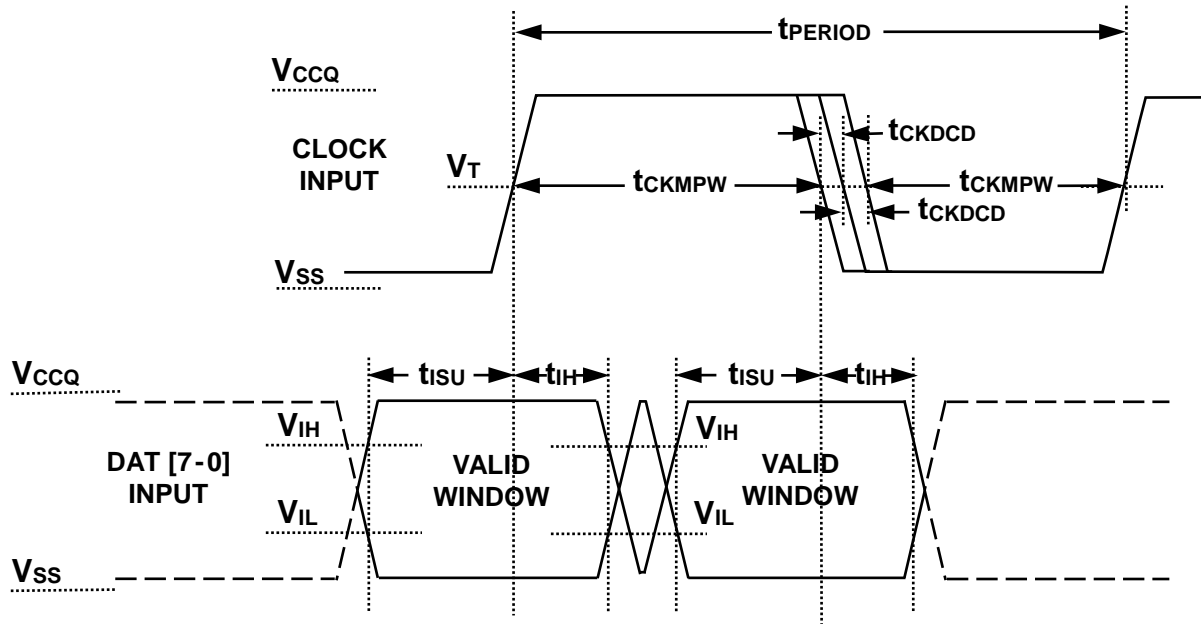 tPERIOD
VCCQ
tCKDCD
CLOCK
INPUT
VT
tCKMPW
tCKMPW
tCKDCD
VSS
VCCQ
tISU
tIH
tISU
tIH
VIH
VIH
DAT [7-0]
INPUT
VALID
WINDOW
VALID
WINDOW
VIL
VIL
VSS